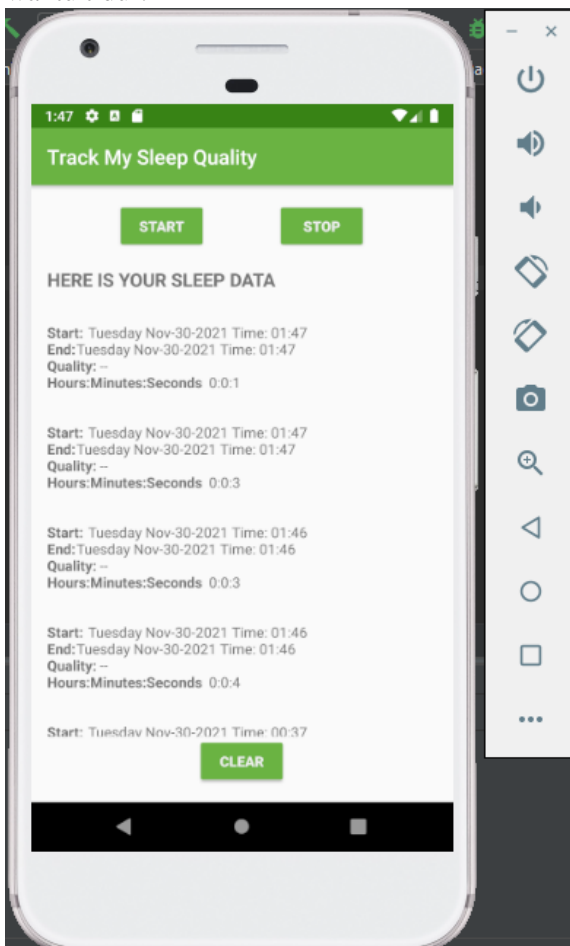 1:47
Track My Sleep Quality
START STOP
HERE IS YOUR SLEEP DATA
Start: Tuesday Nov-30-2021 Time: 01:47
End:Tuesday Nov-30-2021 Time: 01:47
Quality: --
Hours:Minutes:Seconds 0:0:1
Start: Tuesday Nov-30-2021 Time: 01:47
End:Tuesday Nov-30-2021 Time: 01:47
Quality: --
Hours:Minutes:Seconds 0:0:3
Start: Tuesday Nov-30-2021 Time: 01:46
End:Tuesday Nov-30-2021 Time: 01:46
Quality: --
Hours:Minutes:Seconds 0:0:3
Start: Tuesday Nov-30-2021 Time: 01:46
End:Tuesday Nov-30-2021 Time: 01:46
Quality: --
Hours:Minutes:Seconds 0:0:4
Start: Tuesday Nov-30-2021 Time: 00:37
CLEAR